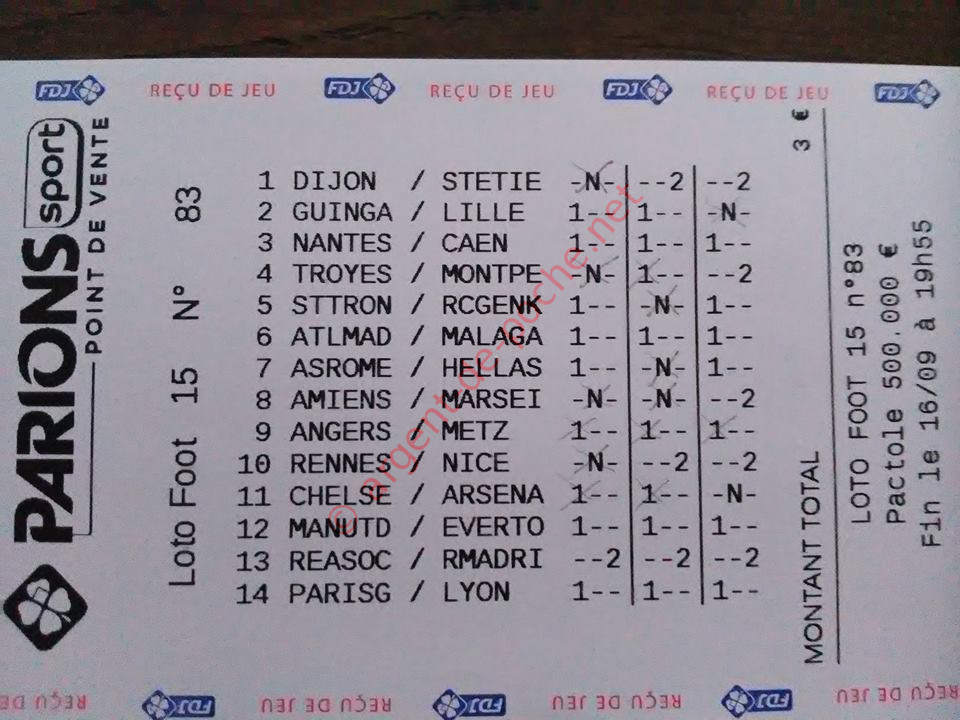 FDJ REÇU DE JEU FDJ REÇU DE JEU FDJ REÇU DE JEU FDJ
PARIONS sport
POINT DE VENTE
Loto Foot 15 N° 83
1 DIJON / STETIE -N- --2 --2
2 GUINGA / LILLE 1-- 1-- -N-
3 NANTES / CAEN 1-- 1-- 1--
4 TROYES / MONTPE -N- 1-- --2
5 STTRON / RCGENK 1-- -N- 1--
6 ATLMAD / MALAGA 1-- 1-- 1--
7 ASROME / HELLAS 1-- -N- 1--
8 AMIENS / MARSEI -N- -N- --2
9 ANGERS / METZ 1-- 1-- 1--
10 RENNES / NICE -N- --2 --2
11 CHELSE / ARSENA 1-- 1-- -N-
12 MANUTD / EVERTO 1-- 1-- 1--
13 REASOC / RMADRI --2 --2 --2
14 PARISG / LYON 1-- 1-- 1--
MONTANT TOTAL 3 €
LOTO FOOT 15 n°83
Pactole 500.000 €
Fin le 16/09 à 19h55
© argent-de-poche.net
REÇU DE JEU FDJ REÇU DE JEU FDJ REÇU DE JEU FDJ REÇU DE JEU